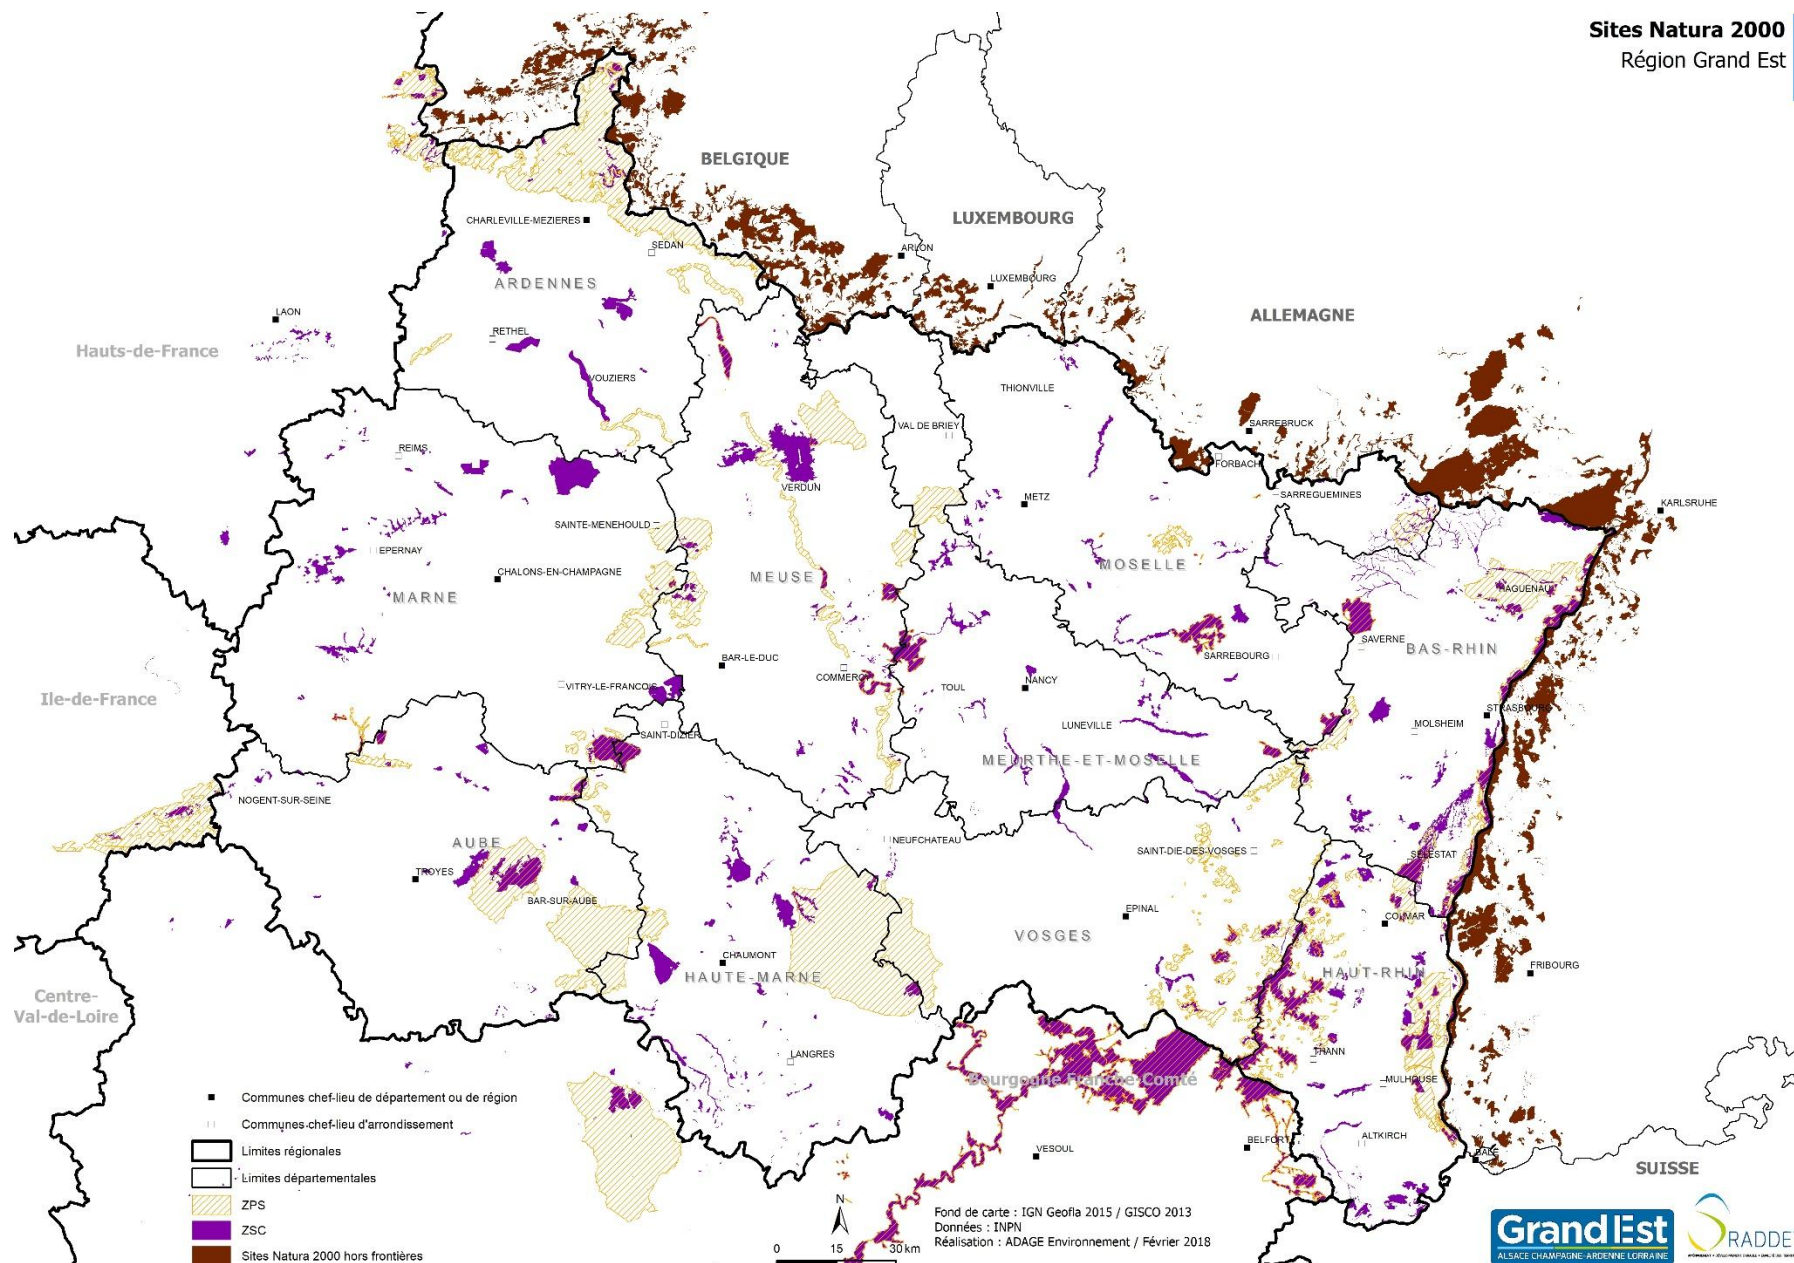 Sites Natura 2000
Région Grand Est
BELGIQUE
LUXEMBOURG
CHARLEVILLE-MEZIERES
SEDAN
ARLON
ARDENNES
LUXEMBOURG
LAON
ALLEMAGNE
RETHEL
Hauts-de-France
VOUZIERS
THIONVILLE
VAL DE BRIEY
SARREBRUCK
REIMS
FORBACH
VERDUN
METZ
SARREGUEMINES
KARLSRUHE
SAINTE-MENEHOULD
EPERNAY
CHALONS-EN-CHAMPAGNE
MEUSE
MOSELLE
MARNE
HAGUENAU
SAVERNE
BAS-RHIN
BAR-LE-DUC
SARREBOURG
COMMERCY
VITRY-LE-FRANCOIS
TOUL
NANCY
Ile-de-France
STRASBOURG
LUNEVILLE
MOLSHEIM
SAINT-DIZIER
MEURTHE-ET-MOSELLE
NOGENT-SUR-SEINE
AUBE
NEUFCHATEAU
SAINT-DIE-DES-VOSGES
SELESTAT
TROYES
BAR-SUR-AUBE
EPINAL
COLMAR
VOSGES
CHAUMONT
HAUTE-MARNE
HAUT-RHIN
FRIBOURG
Centre-
Val-de-Loire
LANGRES
THANN
Bourgogne Franche-Comté
MULHOUSE
Communes chef-lieu de département ou de région
Communes chef-lieu d'arrondissement
Limites régionales
Limites départementales
ZPS
ZSC
Sites Natura 2000 hors frontières
VESOUL
BELFORT
ALTKIRCH
BALE
SUISSE
N
0 15 30 km
Fond de carte : IGN Geofla 2015 / GISCO 2013
Données : INPN
Réalisation : ADAGE Environnement / Février 2018
GrandEst
ALSACE CHAMPAGNE-ARDENNE LORRAINE
RADDE